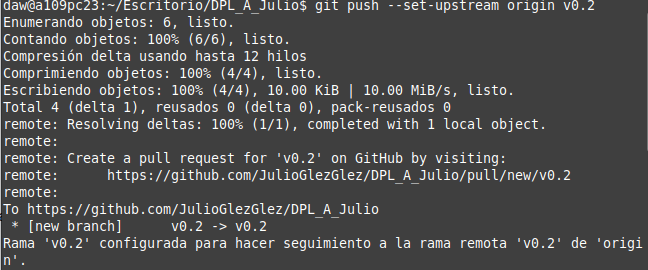 daw@a109pc23:~/Escritorio/DPL_A_Julio$ git push --set-upstream origin v0.2
Enumerando objetos: 6, listo.
Contando objetos: 100% (6/6), listo.
Compresión delta usando hasta 12 hilos
Comprimiendo objetos: 100% (4/4), listo.
Escribiendo objetos: 100% (4/4), 10.00 KiB | 10.00 MiB/s, listo.
Total 4 (delta 1), reusados 0 (delta 0), pack-reusados 0
remote: Resolving deltas: 100% (1/1), completed with 1 local object.
remote:
remote: Create a pull request for 'v0.2' on GitHub by visiting:
remote:      https://github.com/JulioGlezGlez/DPL_A_Julio/pull/new/v0.2
remote:
To https://github.com/JulioGlezGlez/DPL_A_Julio
 * [new branch]      v0.2 -> v0.2
Rama 'v0.2' configurada para hacer seguimiento a la rama remota 'v0.2' de 'origi
n'.